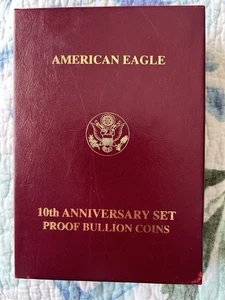 AMERICAN EAGLE
10th ANNIVERSARY SET
PROOF BULLION COINS